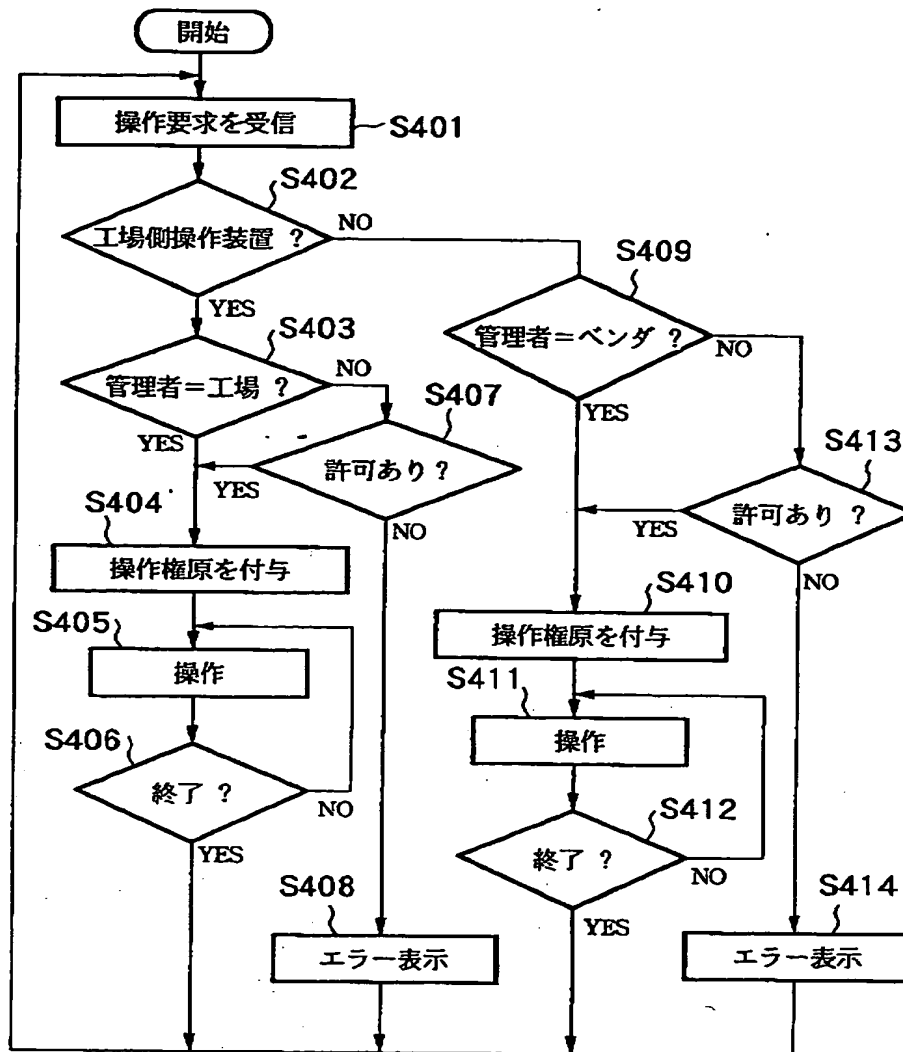 開始
操作要求を受信
S401
S402
工場側操作装置 ?
NO
YES
S403
管理者=工場 ?
NO
YES
S407
許可あり?
YES
NO
S404
操作権原を付与
S405
操作
S406
終了 ?
NO
YES
S408
エラー表示
S409
管理者=ベンダ ?
NO
YES
S413
許可あり ?
YES
NO
S410
操作権原を付与
S411
操作
S412
終了 ?
NO
YES
S414
エラー表示